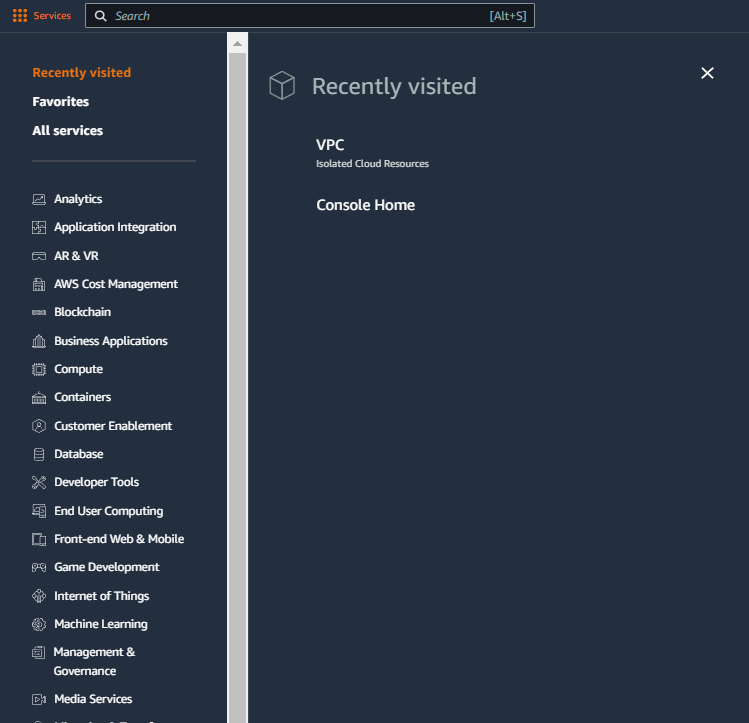 Services
Search [Alt+S]
Recently visited
Favorites
All services
Analytics
Application Integration
AR & VR
AWS Cost Management
Blockchain
Business Applications
Compute
Containers
Customer Enablement
Database
Developer Tools
End User Computing
Front-end Web & Mobile
Game Development
Internet of Things
Machine Learning
Management &
Governance
Media Services
Recently visited
VPC
Isolated Cloud Resources
Console Home